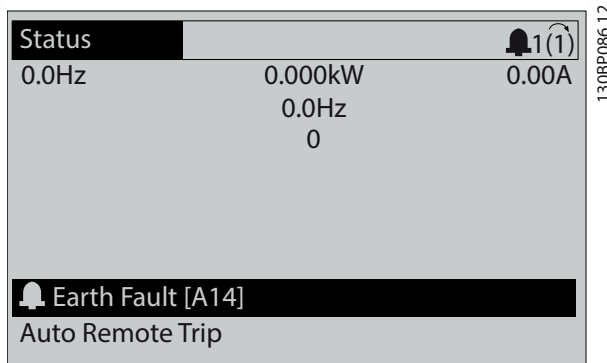 Status 1(1)
0.0Hz 0.000kW 0.00A
0.0Hz
0
Earth Fault [A14]
Auto Remote Trip
130BP086.12